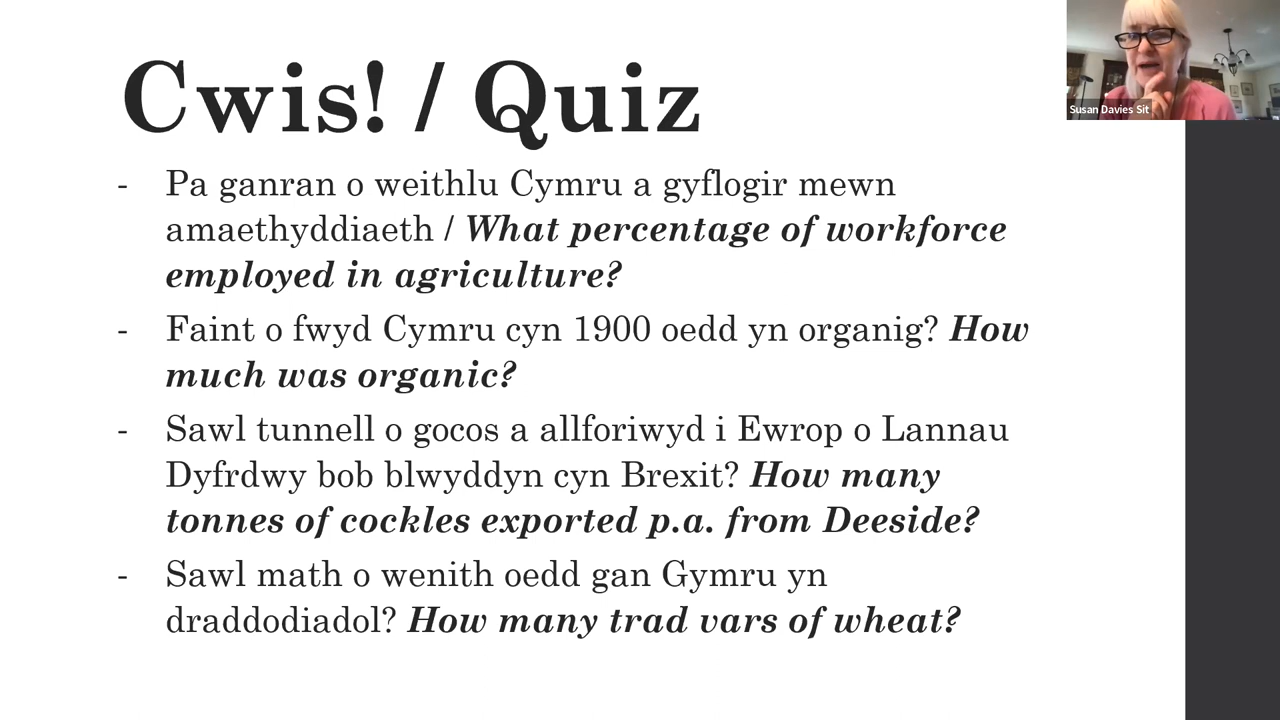 Cwis! / Quiz
- Pa ganran o weithlu Cymru a gyflogir mewn
amaethyddiaeth / What percentage of workforce
employed in agriculture?
- Faint o fwyd Cymru cyn 1900 oedd yn organig? How
much was organic?
- Sawl tunnell o gocos a allforiwyd i Ewrop o Lannau
Dyfrdwy bob blwyddyn cyn Brexit? How many
tonnes of cockles exported p.a. from Deeside?
- Sawl math o wenith oedd gan Gymru yn
draddodiadol? How many trad vars of wheat?
Susan Davies Sit